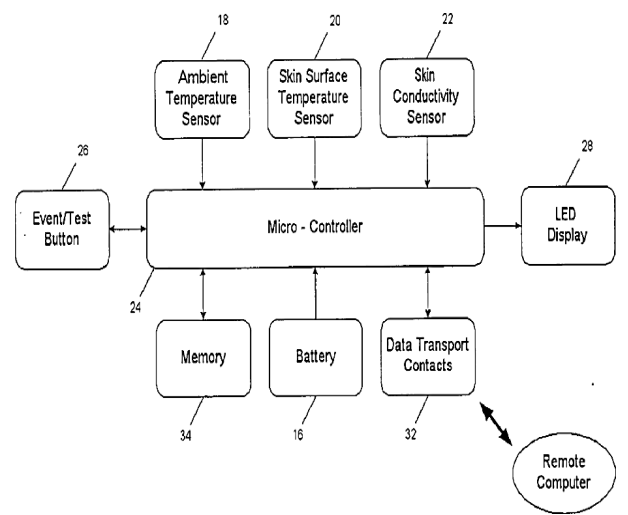 18
20
22
Ambient
Temperature
Sensor
Skin Surface
Temperature
Sensor
Skin
Conductivity
Sensor
26
28
Event/Test
Button
Micro - Controller
LED
Display
24
Memory
Battery
Data Transport
Contacts
34
16
32
Remote
Computer